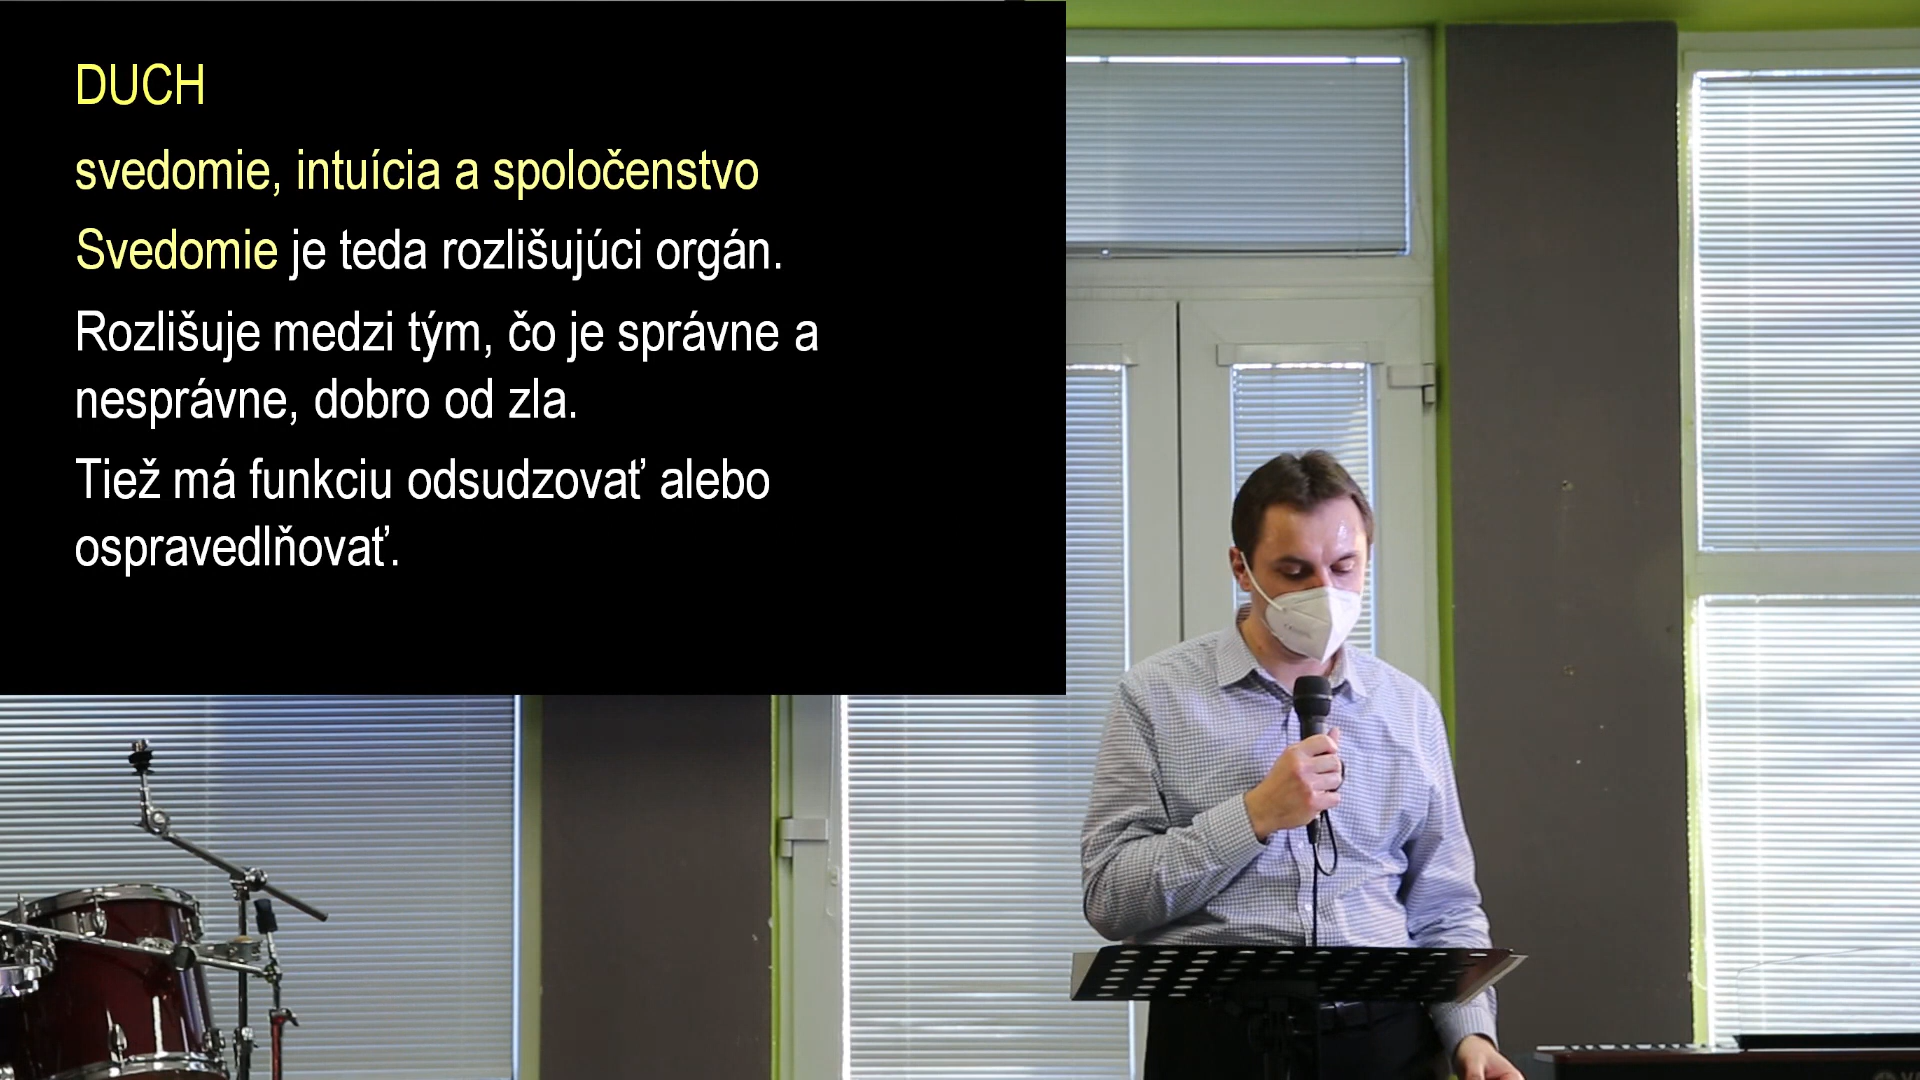 DUCH
svedomie, intuícia a spoločenstvo
Svedomie je teda rozlišujúci orgán.
Rozlišuje medzi tým, čo je správne a
nesprávne, dobro od zla.
Tiež má funkciu odsudzovať alebo
ospravedlňovať.